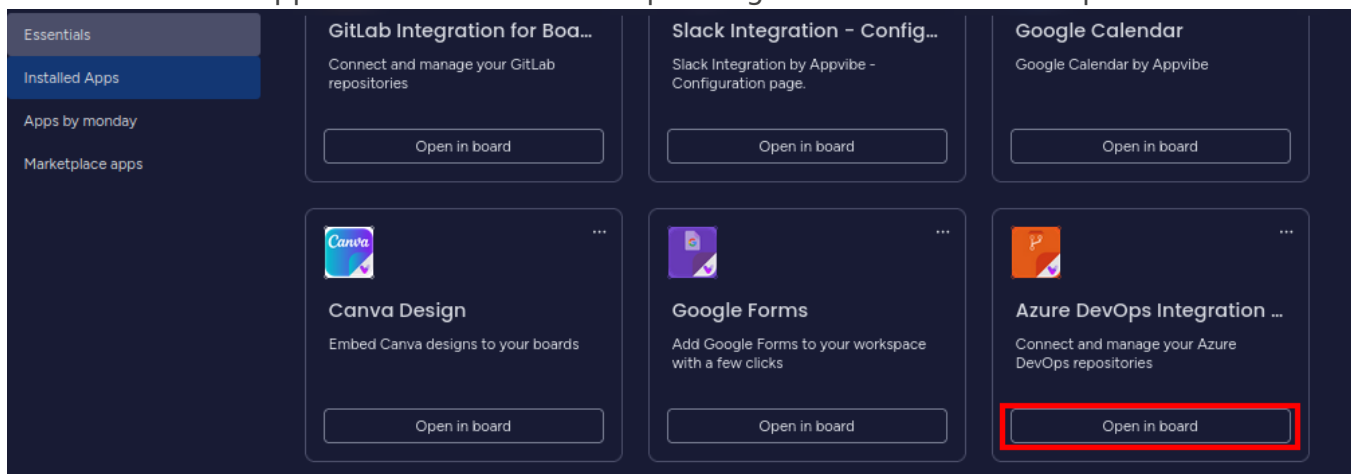 Essentials
Installed Apps
Apps by monday
Marketplace apps
GitLab Integration for Boa...
Connect and manage your GitLab
repositories
Open in board
Slack Integration - Config...
Slack Integration by Appvibe -
Configuration page.
Open in board
Google Calendar
Google Calendar by Appvibe
Open in board
Canva
Canva Design
Embed Canva designs to your boards
Open in board
Google Forms
Add Google Forms to your workspace
with a few clicks
Open in board
Azure DevOps Integration ...
Connect and manage your Azure
DevOps repositories
Open in board